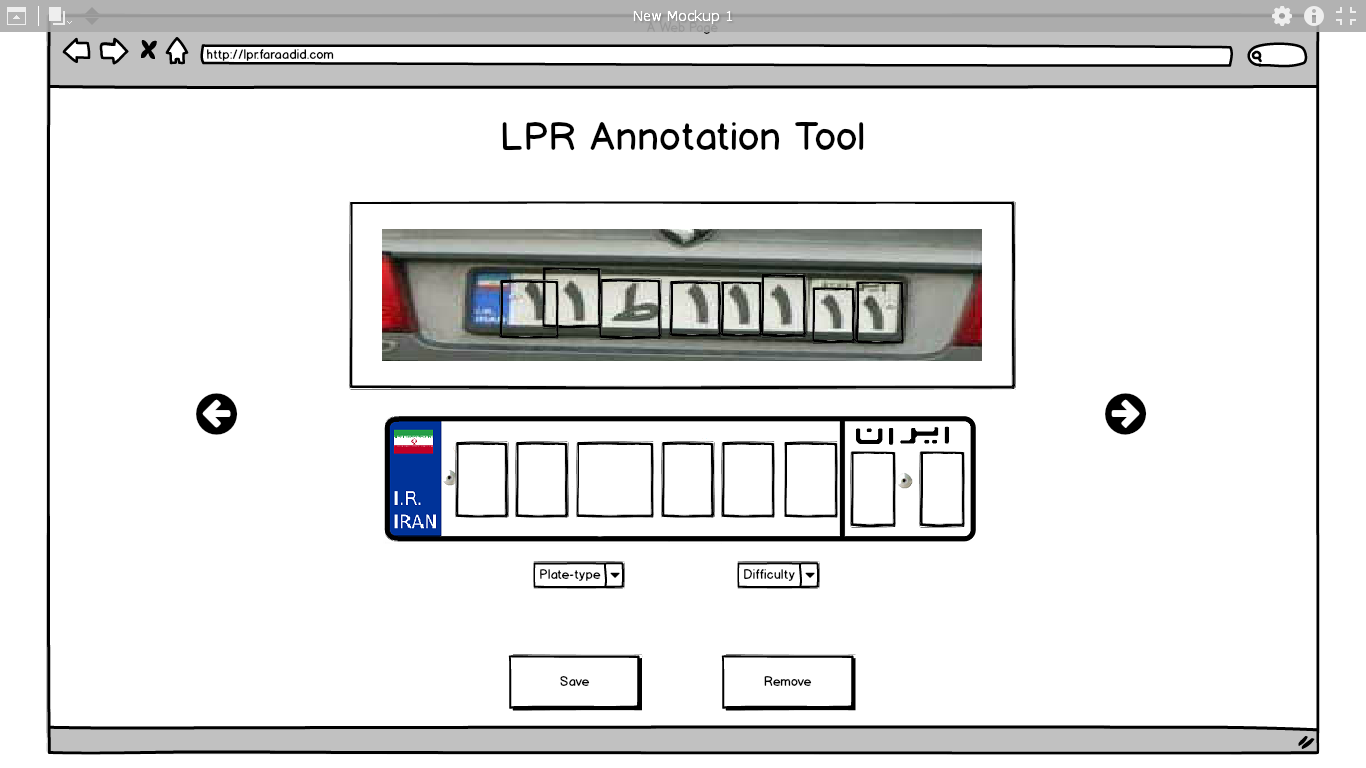 New Mockup 1
A Web Page
http://lpr.faraadid.com
LPR Annotation Tool
۱۱ ط ۱۱۱ ۱۱
I.R.
IRAN
ایران
I.R.
IRAN
Plate-type
Difficulty
Save
Remove